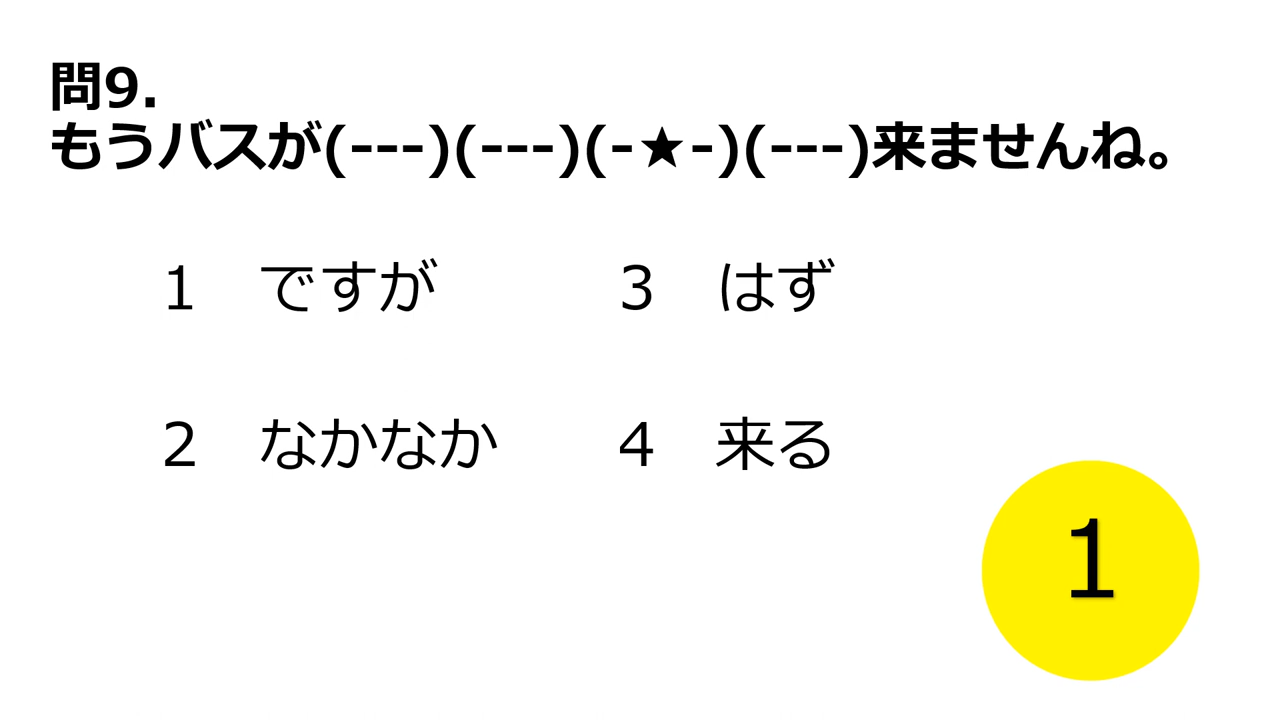 問9.
もうバスが(---)(---)(-★-)(---)来ませんね。
1　ですが　　　3　はず
2　なかなか　　4　来る
1